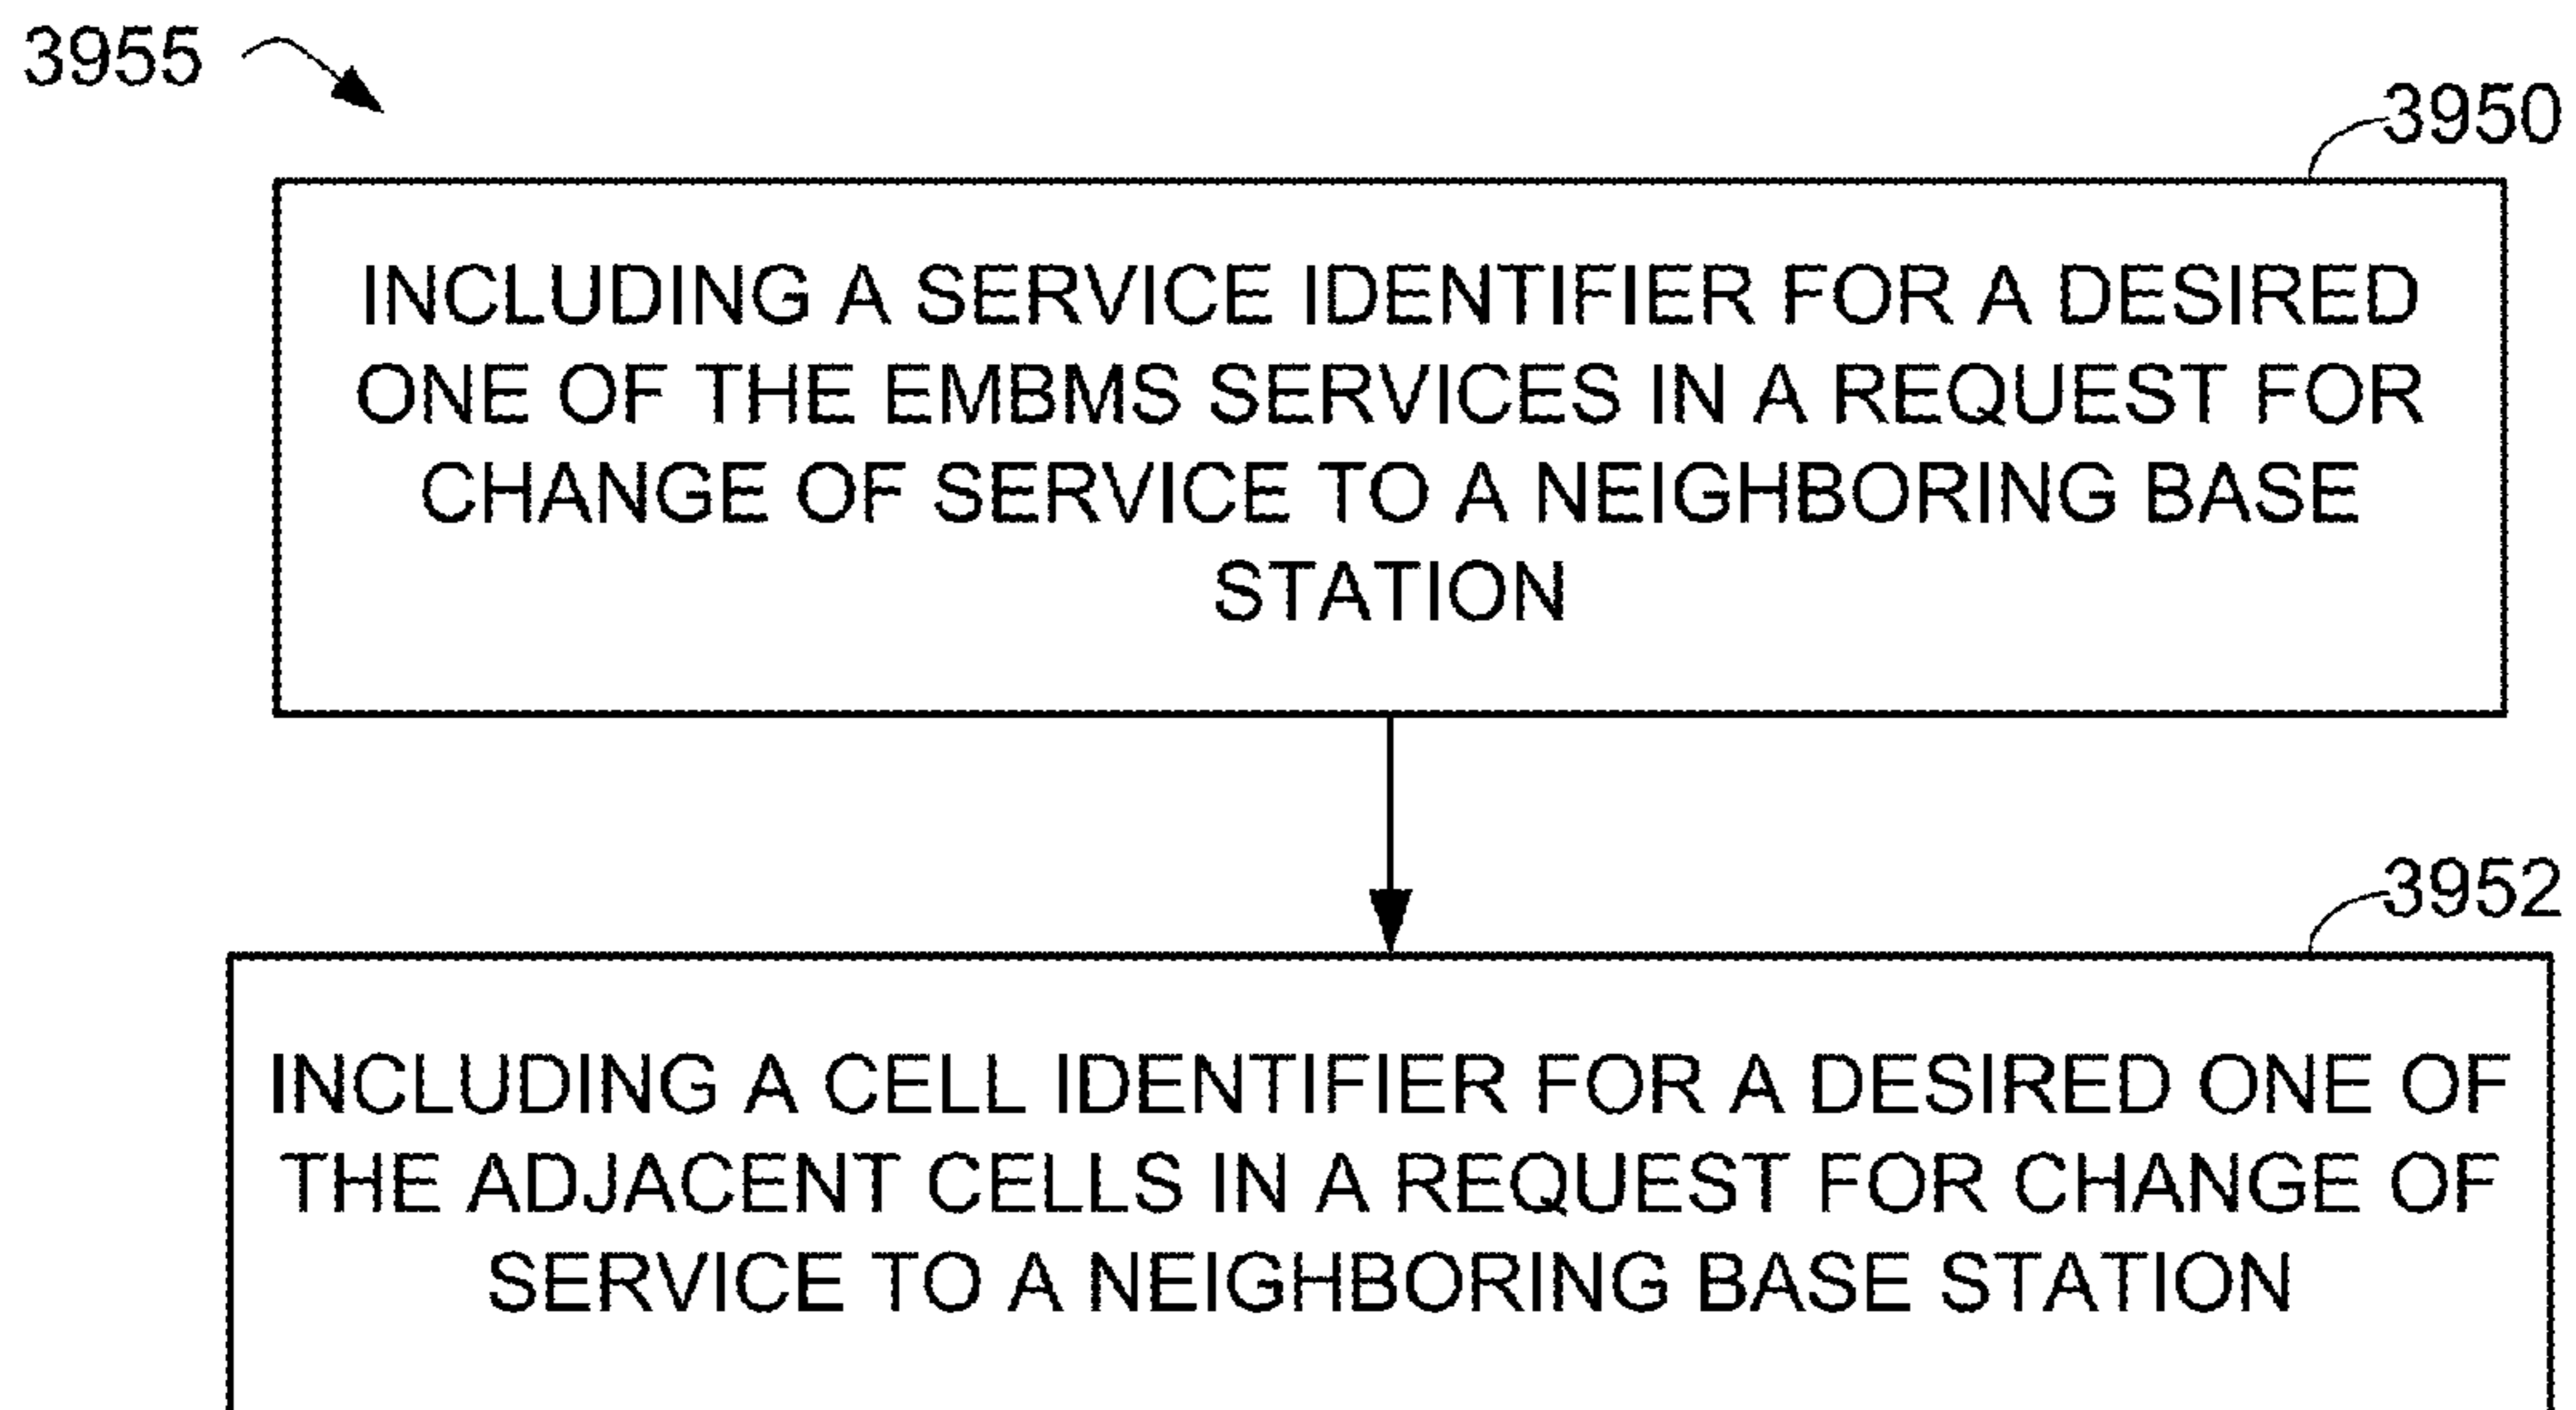 3955
3950
INCLUDING A SERVICE IDENTIFIER FOR A DESIRED
ONE OF THE EMBMS SERVICES IN A REQUEST FOR
CHANGE OF SERVICE TO A NEIGHBORING BASE
STATION
3952
INCLUDING A CELL IDENTIFIER FOR A DESIRED ONE OF
THE ADJACENT CELLS IN A REQUEST FOR CHANGE OF
SERVICE TO A NEIGHBORING BASE STATION